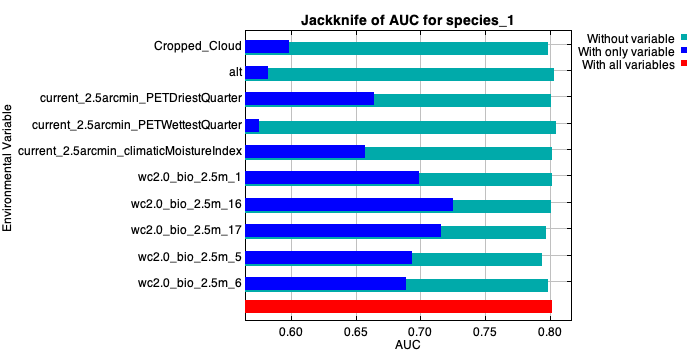 Jackknife of AUC for species_1
Without variable
With only variable
With all variables
Environmental Variable
Cropped_Cloud
alt
current_2.5arcmin_PETDriestQuarter
current_2.5arcmin_PETWettestQuarter
current_2.5arcmin_climaticMoistureIndex
wc2.0_bio_2.5m_1
wc2.0_bio_2.5m_16
wc2.0_bio_2.5m_17
wc2.0_bio_2.5m_5
wc2.0_bio_2.5m_6
0.60 0.65 0.70 0.75 0.80
AUC